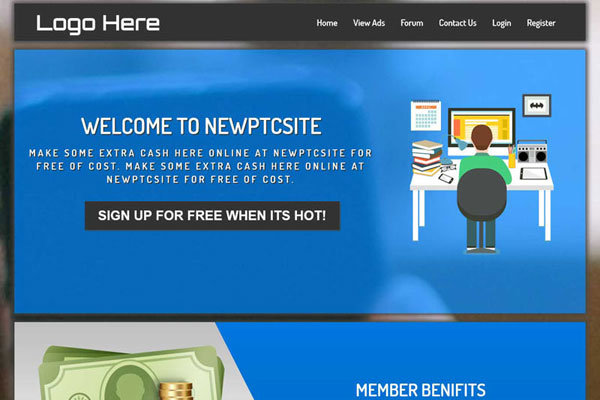 Logo Here
Home View Ads Forum Contact Us Login Register
WELCOME TO NEWPTCSITE
MAKE SOME EXTRA CASH HERE ONLINE AT NEWPTCSITE FOR
FREE OF COST. MAKE SOME EXTRA CASH HERE ONLINE AT
NEWPTCSITE FOR FREE OF COST.
SIGN UP FOR FREE WHEN ITS HOT!
MEMBER BENIFITS